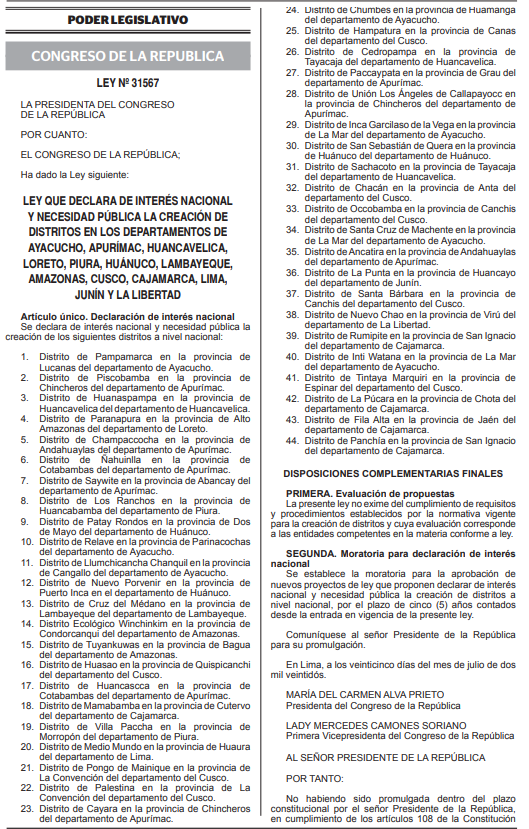 PODER LEGISLATIVO
CONGRESO DE LA REPUBLICA
LEY Nº 31567
LA PRESIDENTA DEL CONGRESO
DE LA REPÚBLICA
POR CUANTO:
EL CONGRESO DE LA REPÚBLICA;
Ha dado la Ley siguiente:
LEY QUE DECLARA DE INTERÉS NACIONAL
Y NECESIDAD PÚBLICA LA CREACIÓN DE
DISTRITOS EN LOS DEPARTAMENTOS DE
AYACUCHO, APURÍMAC, HUANCAVELICA,
LORETO, PIURA, HUÁNUCO, LAMBAYEQUE,
AMAZONAS, CUSCO, CAJAMARCA, LIMA,
JUNÍN Y LA LIBERTAD
Artículo único. Declaración de interés nacional
Se declara de interés nacional y necesidad pública la
creación de los siguientes distritos a nivel nacional:
1. Distrito de Pampamarca en la provincia de
Lucanas del departamento de Ayacucho.
2. Distrito de Piscobamba en la provincia de
Chincheros del departamento de Apurímac.
3. Distrito de Huanaspampa en la provincia de
Huancavelica del departamento de Huancavelica.
4. Distrito de Paranapura en la provincia de Alto
Amazonas del departamento de Loreto.
5. Distrito de Champaccocha en la provincia de
Andahuaylas del departamento de Apurímac.
6. Distrito de Ñahuinlla en la provincia de
Cotabambas del departamento de Apurímac.
7. Distrito de Saywite en la provincia de Abancay del
departamento de Apurímac.
8. Distrito de Los Ranchos en la provincia de
Huancabamba del departamento de Piura.
9. Distrito de Patay Rondos en la provincia de Dos
de Mayo del departamento de Huánuco.
10. Distrito de Relave en la provincia de Parinacochas
del departamento de Ayacucho.
11. Distrito de Llumchicancha Chanquil en la provincia
de Cangallo del departamento de Ayacucho.
12. Distrito de Nuevo Porvenir en la provincia de
Puerto Inca en el departamento de Huánuco.
13. Distrito de Cruz del Médano en la provincia de
Lambayeque del departamento de Lambayeque.
14. Distrito Ecológico Winchinkim en la provincia de
Condorcanqui del departamento de Amazonas.
15. Distrito de Tuyankuwas en la provincia de Bagua
del departamento de Amazonas.
16. Distrito de Huasao en la provincia de Quispicanchi
del departamento del Cusco.
17. Distrito de Huancascca en la provincia de
Cotabambas del departamento de Apurímac.
18. Distrito de Mamabamba en la provincia de Cutervo
del departamento de Cajamarca.
19. Distrito de Villa Paccha en la provincia de
Morropón del departamento de Piura.
20. Distrito de Medio Mundo en la provincia de Huaura
del departamento de Lima.
21. Distrito de Pongo de Mainique en la provincia de
La Convención del departamento del Cusco.
22. Distrito de Palestina en la provincia de La
Convención del departamento del Cusco.
23. Distrito de Cayara en la provincia de Chincheros
del departamento de Apurímac.
24. Distrito de Chumbes en la provincia de Huamanga
del departamento de Ayacucho.
25. Distrito de Hampatura en la provincia de Canas
del departamento del Cusco.
26. Distrito de Cedropampa en la provincia de
Tayacaja del departamento de Huancavelica.
27. Distrito de Paccaypata en la provincia de Grau del
departamento de Apurímac.
28. Distrito de Unión Los Ángeles de Callapayocc en
la provincia de Chincheros del departamento de
Apurímac.
29. Distrito de Inca Garcilaso de la Vega en la provincia
de La Mar del departamento de Ayacucho.
30. Distrito de San Sebastián de Quera en la provincia
de Huánuco del departamento de Huánuco.
31. Distrito de Sachacoto en la provincia de Tayacaja
del departamento de Huancavelica.
32. Distrito de Chacán en la provincia de Anta del
departamento del Cusco.
33. Distrito de Occobamba en la provincia de Canchis
del departamento del Cusco.
34. Distrito de Santa Cruz de Machente en la provincia
de La Mar del departamento de Ayacucho.
35. Distrito de Ancatira en la provincia de Andahuaylas
del departamento de Apurímac.
36. Distrito de La Punta en la provincia de Huancayo
del departamento de Junín.
37. Distrito de Santa Bárbara en la provincia de
Canchis del departamento del Cusco.
38. Distrito de Nuevo Chao en la provincia de Virú del
departamento de La Libertad.
39. Distrito de Rumipite en la provincia de San Ignacio
del departamento de Cajamarca.
40. Distrito de Inti Watana en la provincia de La Mar
del departamento de Ayacucho.
41. Distrito de Tintaya Marquiri en la provincia de
Espinar del departamento del Cusco.
42. Distrito de La Púcara en la provincia de Chota del
departamento de Cajamarca.
43. Distrito de Fila Alta en la provincia de Jaén del
departamento de Cajamarca.
44. Distrito de Panchía en la provincia de San Ignacio
del departamento de Cajamarca.
DISPOSICIONES COMPLEMENTARIAS FINALES
PRIMERA. Evaluación de propuestas
La presente ley no exime del cumplimiento de requisitos
y procedimientos establecidos por la normativa vigente
para la creación de distritos y cuya evaluación corresponde
a las entidades competentes en la materia conforme a ley.
SEGUNDA. Moratoria para declaración de interés
nacional
Se establece la moratoria para la aprobación de
nuevos proyectos de ley que proponen declarar de interés
nacional y necesidad pública la creación de distritos a
nivel nacional, por el plazo de cinco (5) años contados
desde la entrada en vigencia de la presente ley.
Comuníquese al señor Presidente de la República
para su promulgación.
En Lima, a los veinticinco días del mes de julio de dos
mil veintidós.
MARÍA DEL CARMEN ALVA PRIETO
Presidenta del Congreso de la República
LADY MERCEDES CAMONES SORIANO
Primera Vicepresidenta del Congreso de la República
AL SEÑOR PRESIDENTE DE LA REPÚBLICA
POR TANTO:
No habiendo sido promulgada dentro del plazo
constitucional por el señor Presidente de la República,
en cumplimiento de los artículos 108 de la Constitución